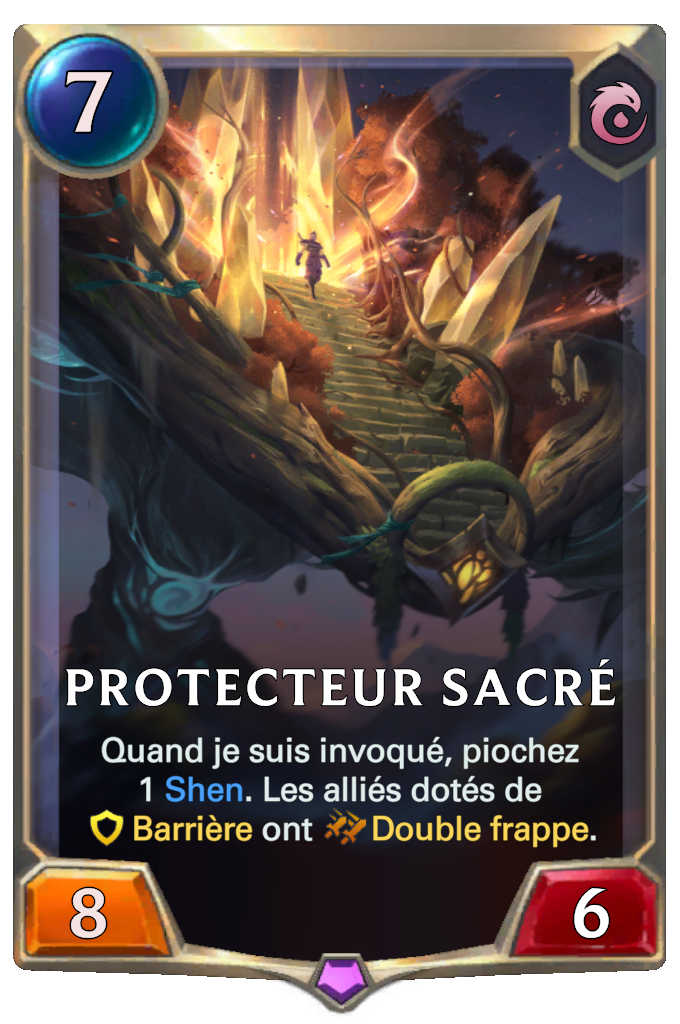 7
PROTECTEUR SACRÉ
Quand je suis invoqué, piochez
1 Shen. Les alliés dotés de
Barrière ont Double frappe.
8
6